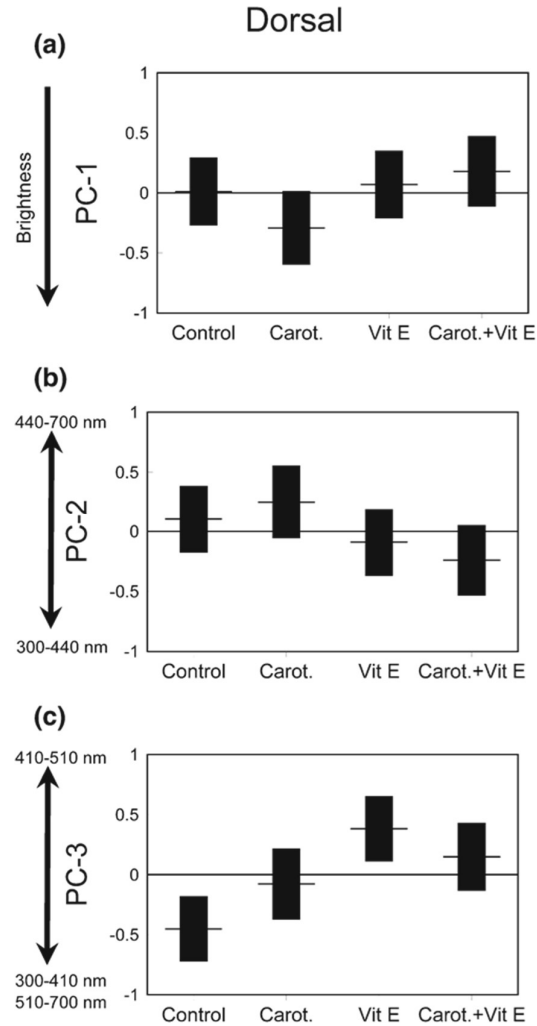 Dorsal
(a)
Brightness
PC-1
1
0.5
0
-0.5
-1
Control Carot. Vit E Carot.+Vit E
(b)
440-700 nm
PC-2
300-440 nm
1
0.5
0
-0.5
-1
Control Carot. Vit E Carot.+Vit E
(c)
410-510 nm
PC-3
300-410 nm
510-700 nm
1
0.5
0
-0.5
-1
Control Carot. Vit E Carot.+Vit E